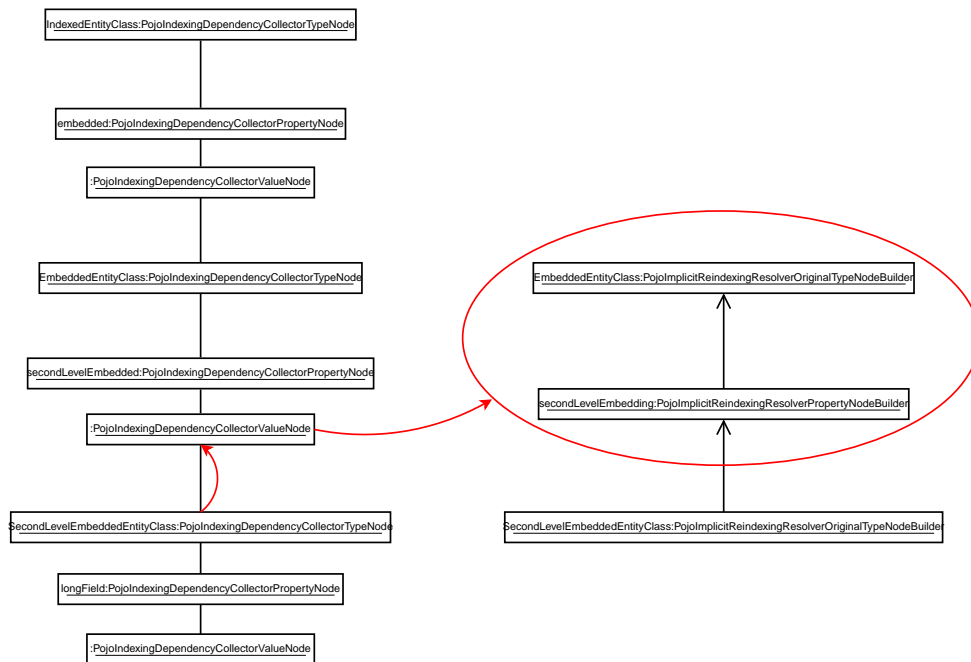 IndexedEntityClass:PojoIndexingDependencyCollectorTypeNode
embedded:PojoIndexingDependencyCollectorPropertyNode
:PojoIndexingDependencyCollectorValueNode
EmbeddedEntityClass:PojoIndexingDependencyCollectorTypeNode
secondLevelEmbedded:PojoIndexingDependencyCollectorPropertyNode
:PojoIndexingDependencyCollectorValueNode
SecondLevelEmbeddedEntityClass:PojoIndexingDependencyCollectorTypeNode
longField:PojoIndexingDependencyCollectorPropertyNode
:PojoIndexingDependencyCollectorValueNode
EmbeddedEntityClass:PojoImplicitReindexingResolverOriginalTypeNodeBuilder
secondLevelEmbedding:PojoImplicitReindexingResolverPropertyNodeBuilder
SecondLevelEmbeddedEntityClass:PojoImplicitReindexingResolverOriginalTypeNodeBuilder